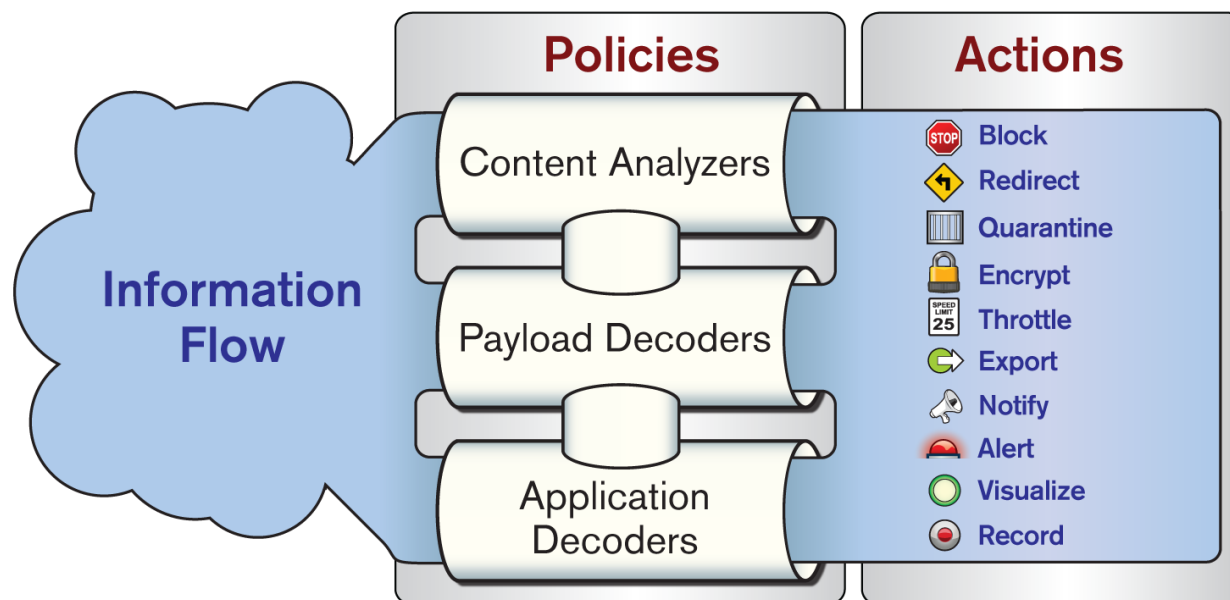 Policies
Actions
Information
Flow
Content Analyzers
Payload Decoders
Application
Decoders
STOP
Block
Redirect
Quarantine
Encrypt
SPEED
LIMIT
25
Throttle
Export
Notify
Alert
Visualize
Record